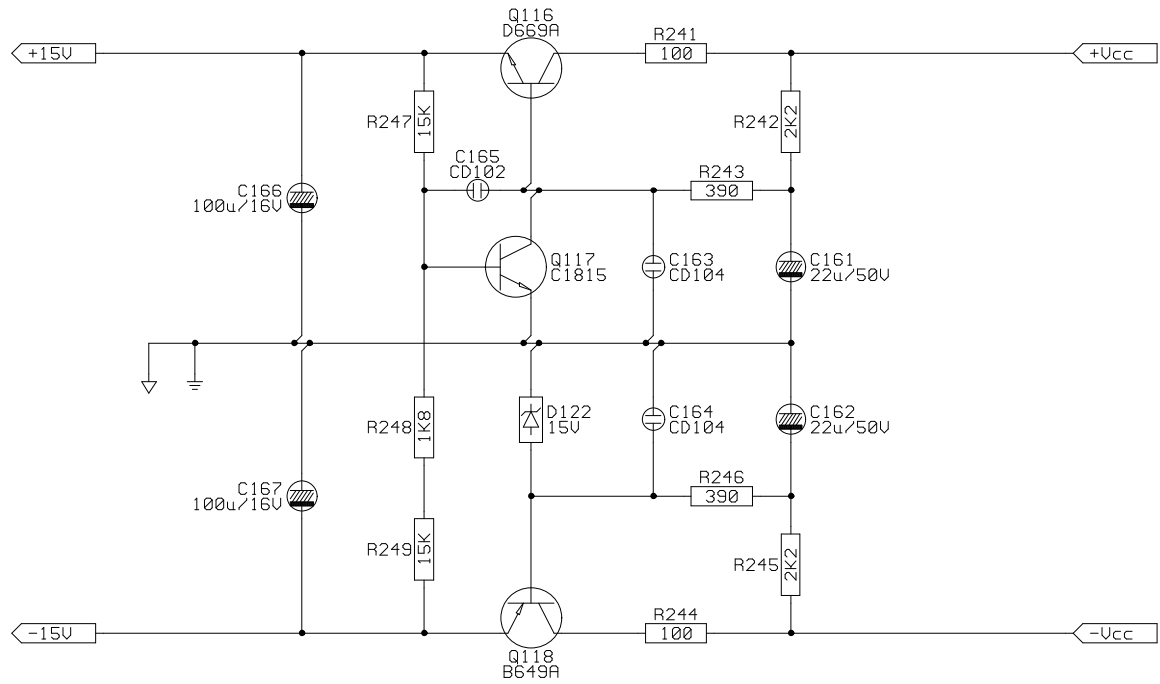 Q116
D669A
R241
+15V
100
+Vcc
R247
15K
R242
2K2
C165
CD102
R243
390
C166
100u/16V
Q117
C1815
C163
CD104
C161
22u/50V
R248
1K8
D122
15V
C164
CD104
C162
22u/50V
R246
390
C167
100u/16V
R249
15K
R245
2K2
R244
-15V
100
-Vcc
Q118
B649A